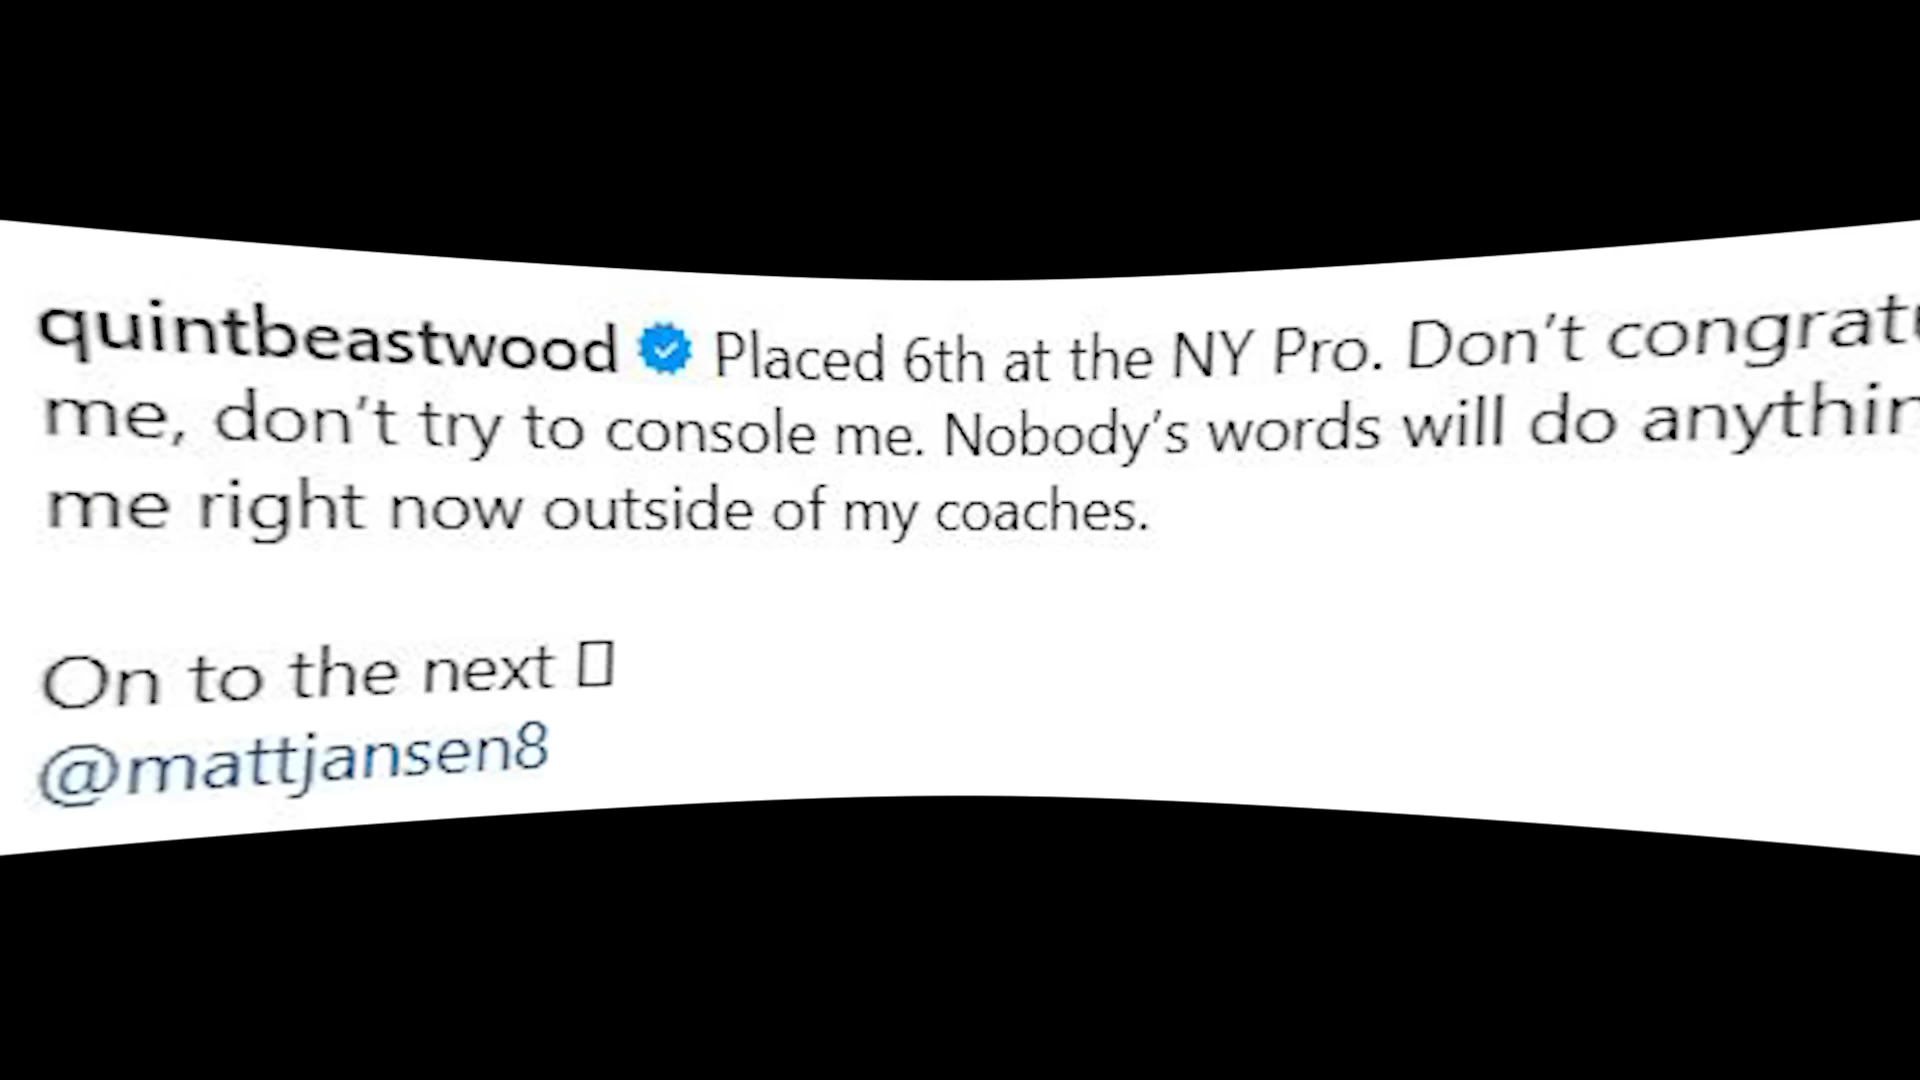 quintbeastwood Placed 6th at the NY Pro. Don’t congrat
me, don’t try to console me. Nobody’s words will do anythin
me right now outside of my coaches.
On to the next
@mattjansen8